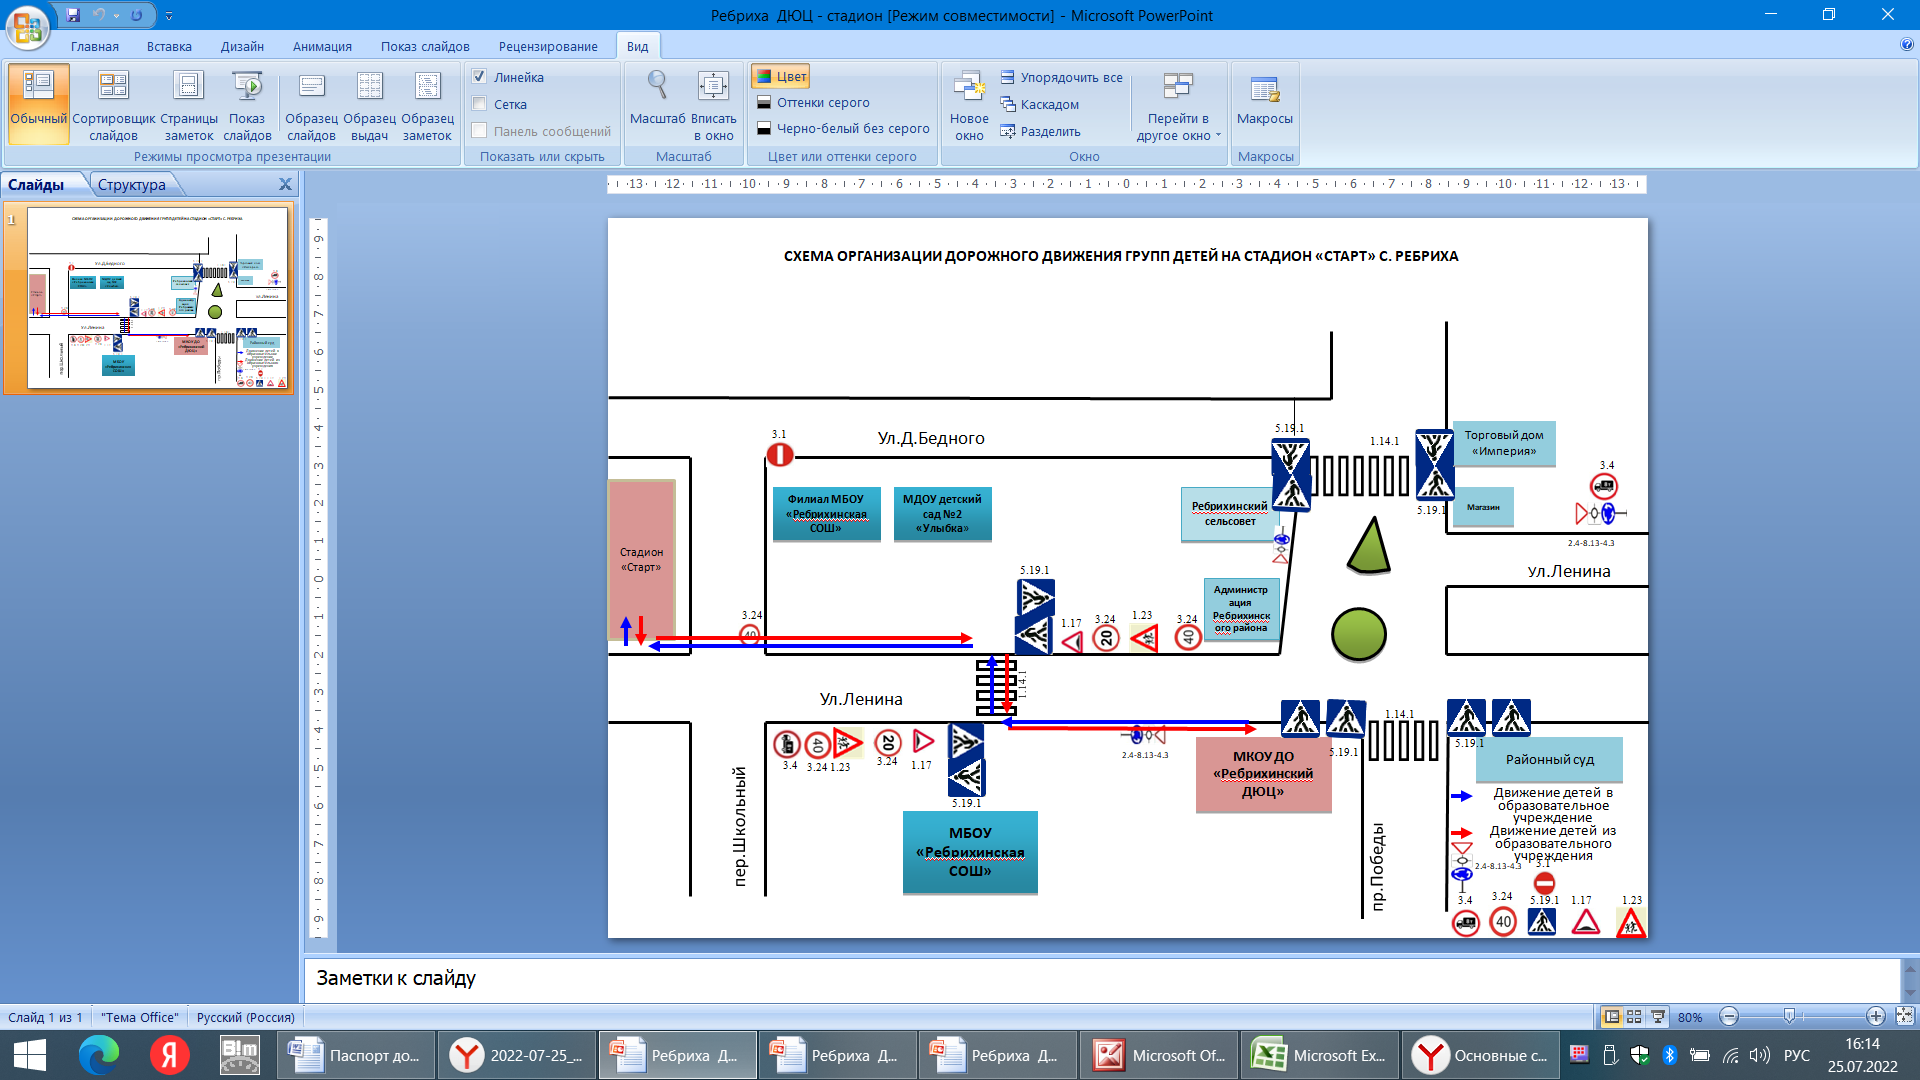 Ребриха  ДЮЦ - стадион [Режим совместимости] - Microsoft PowerPoint
Главная
Вставка
Дизайн
Анимация
Показ слайдов
Рецензирование
Вид
Обычный
Сортировщик слайдов
Страницы заметок
Показ слайдов
Образец слайдов
Образец выдач
Образец заметок
Режимы просмотра презентации
Линейка
Сетка
Панель сообщений
Показать или скрыть
Масштаб
Вписать в окно
Масштаб
Цвет
Оттенки серого
Черно-белый без серого
Цвет или оттенки серого
Новое окно
Упорядочить все
Каскадом
Разделить
Перейти в другое окно
Окно
Макросы
Макросы
Слайды
Структура
1
СХЕМА ОРГАНИЗАЦИИ ДОРОЖНОГО ДВИЖЕНИЯ ГРУПП ДЕТЕЙ НА СТАДИОН «СТАРТ» С. РЕБРИХА
3.1
Ул.Д.Бедного
5.19.1
1.14.1
Торговый дом
«Империя»
3.4
Филиал МБОУ
«Ребрихинская
СОШ»
МДОУ детский
сад №2
«Улыбка»
Ребрихинский
сельсовет
5.19.1
Магазин
2.4-8.13-4.3
Стадион
«Старт»
5.19.1
Ул.Ленина
Администр
ация
Ребрихинск
ого района
3.24
40
1.17
3.24
20
1.23
3.24
40
1.14.1
Ул.Ленина
1.14.1
3.4
40
3.24
1.23
20
3.24
1.17
2.4-8.13-4.3
5.19.1
5.19.1
5.19.1
МКОУ ДО
«Ребрихинский
ДЮЦ»
Районный суд
МБОУ
«Ребрихинская
СОШ»
пер.Школьный
пр.Победы
Движение детей в
образовательное
учреждение
Движение детей из
образовательного
учреждения
2.4-8.13-4.3
3.1
3.4
3.24
40
5.19.1
1.17
1.23
Заметки к слайду
Слайд 1 из 1
"Тема Office"
Русский (Россия)
80%
Паспорт до...
2022-07-25_...
Ребриха  Д...
Ребриха  Д...
Ребриха  Д...
Microsoft Of...
Microsoft Ex...
Основные с...
РУС
16:14
25.07.2022